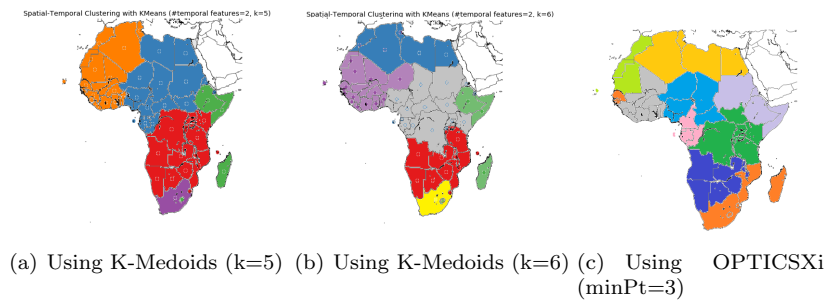 Spatial-Temporal Clustering with KMeans (#temporal features=2, k=5)
Spatial-Temporal Clustering with KMeans (#temporal features=2, k=6)
(a) Using K-Medoids (k=5)
(b) Using K-Medoids (k=6)
(c) Using OPTICSXi
(minPt=3)